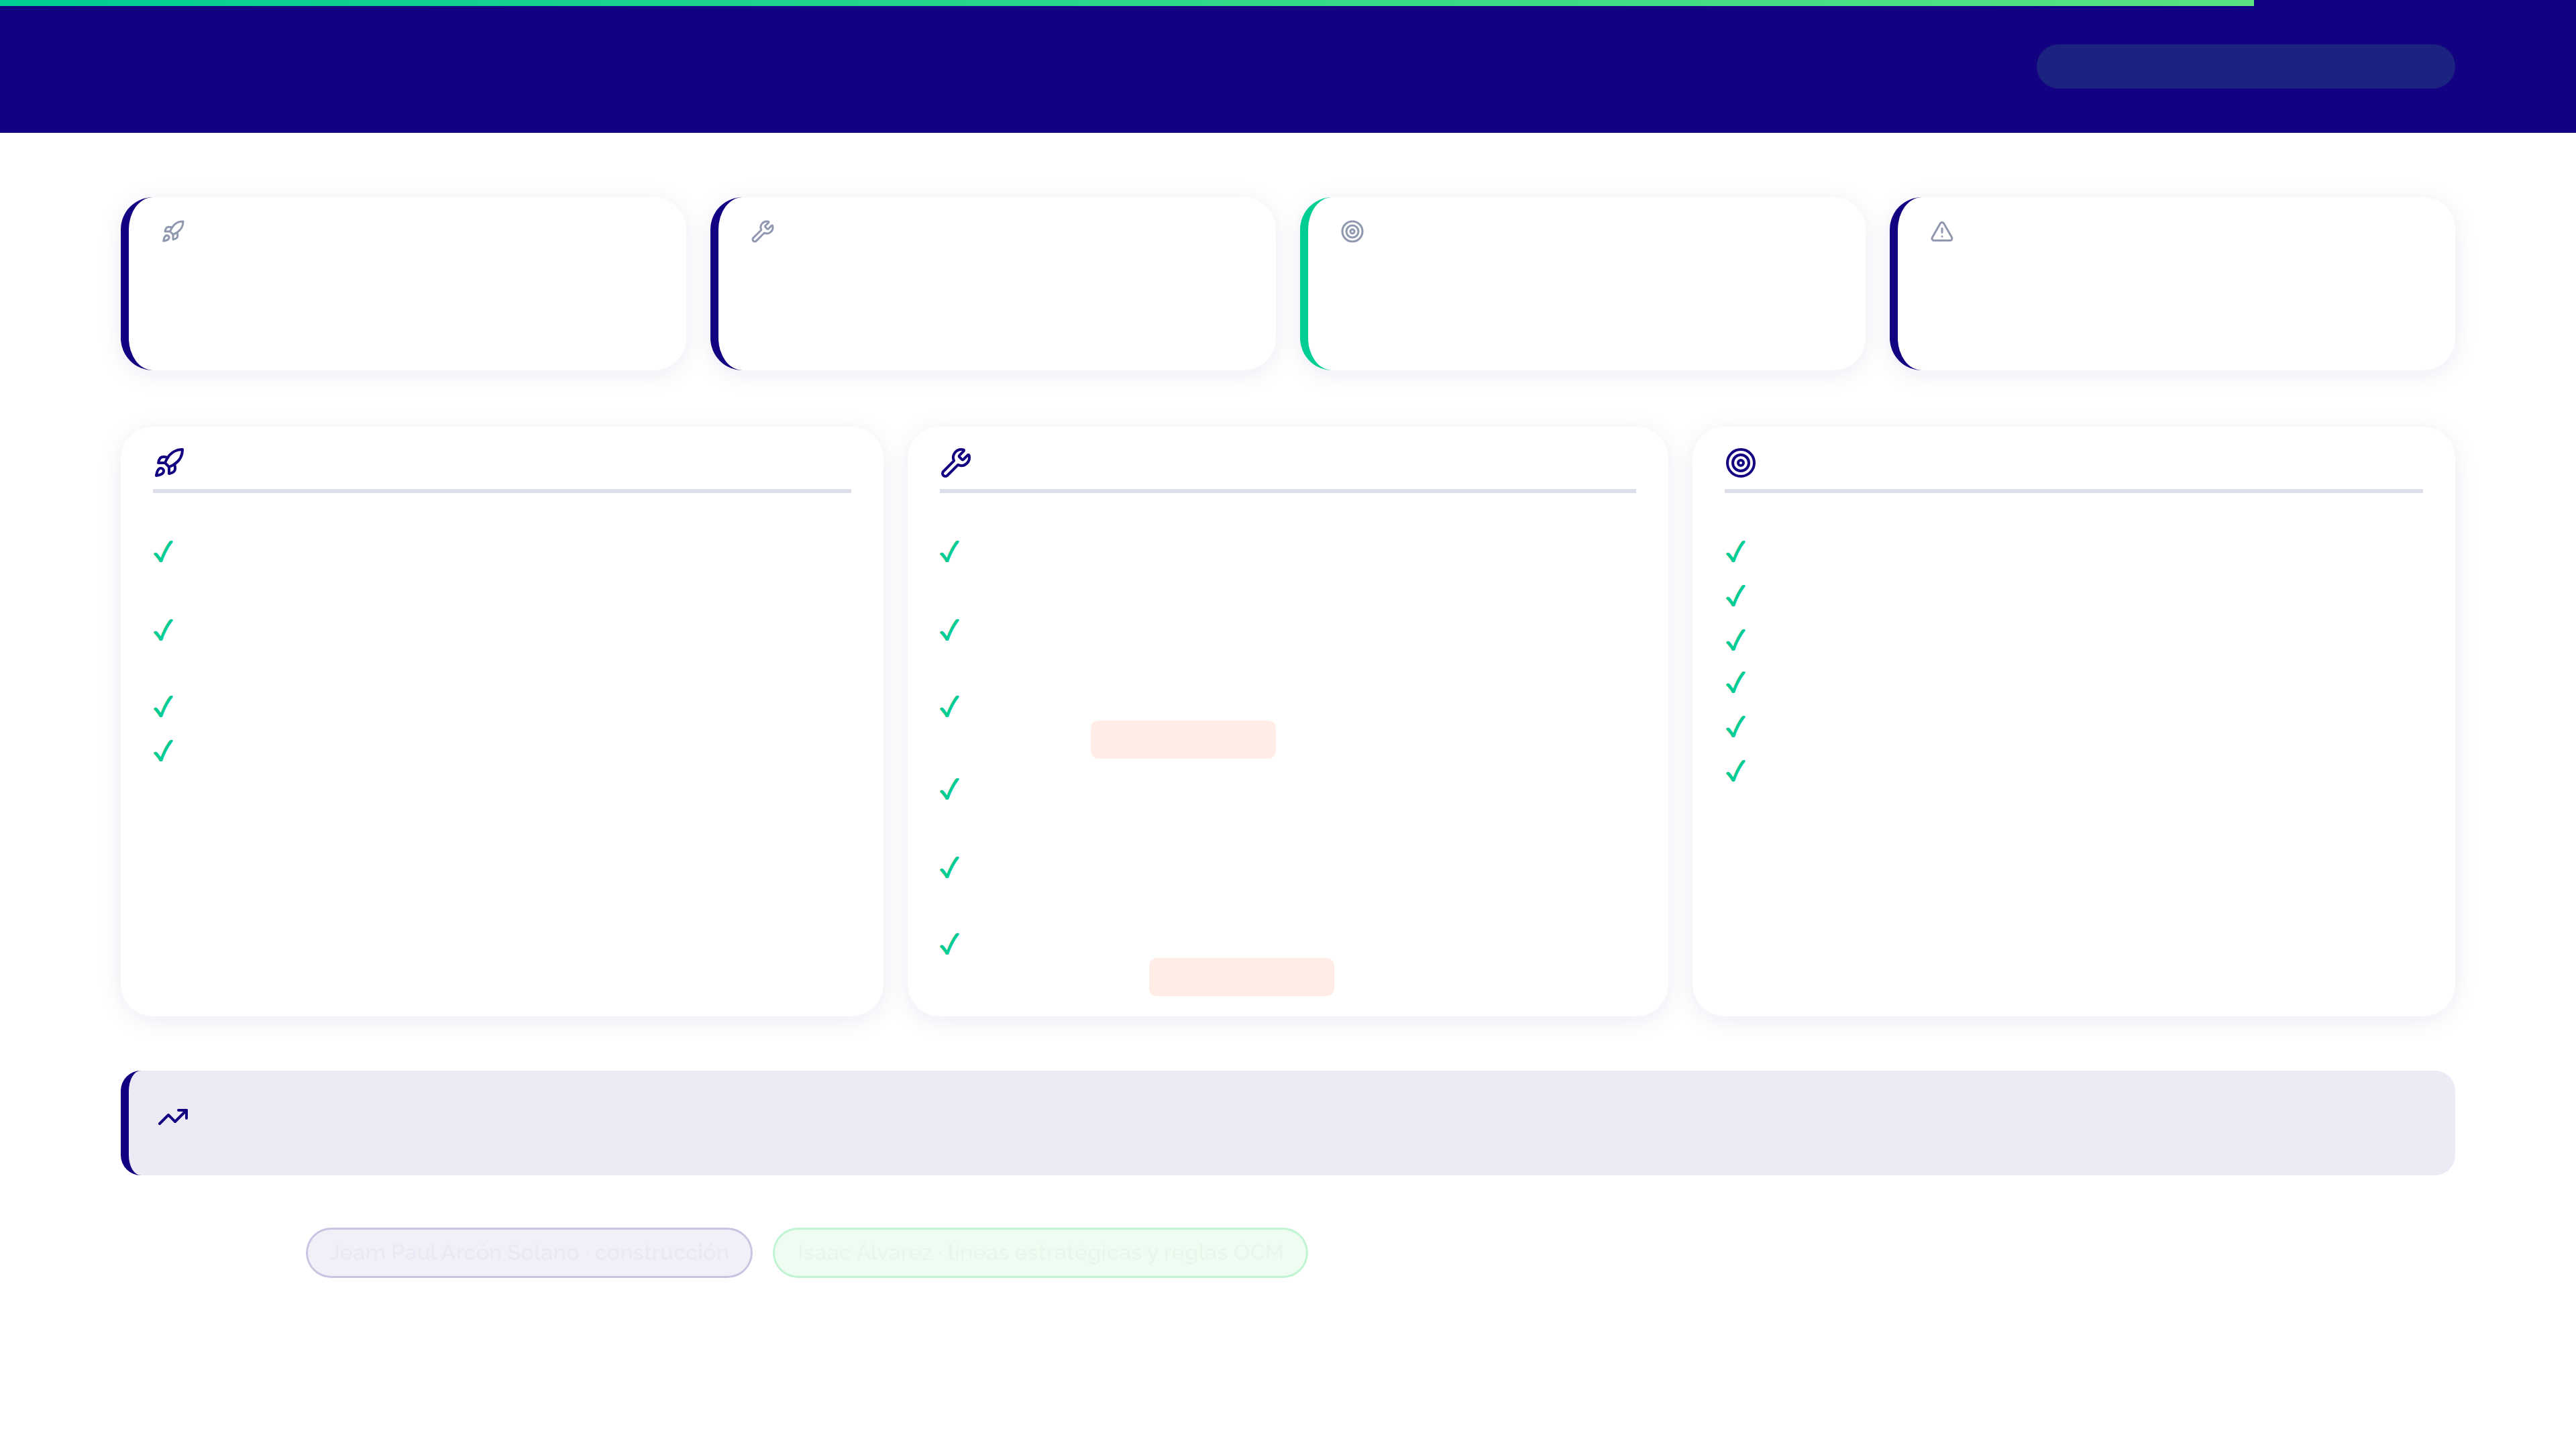 Jeam Paul Arcón Solano · construcción
Isaac Álvarez · líneas estratégicas y reglas OCM